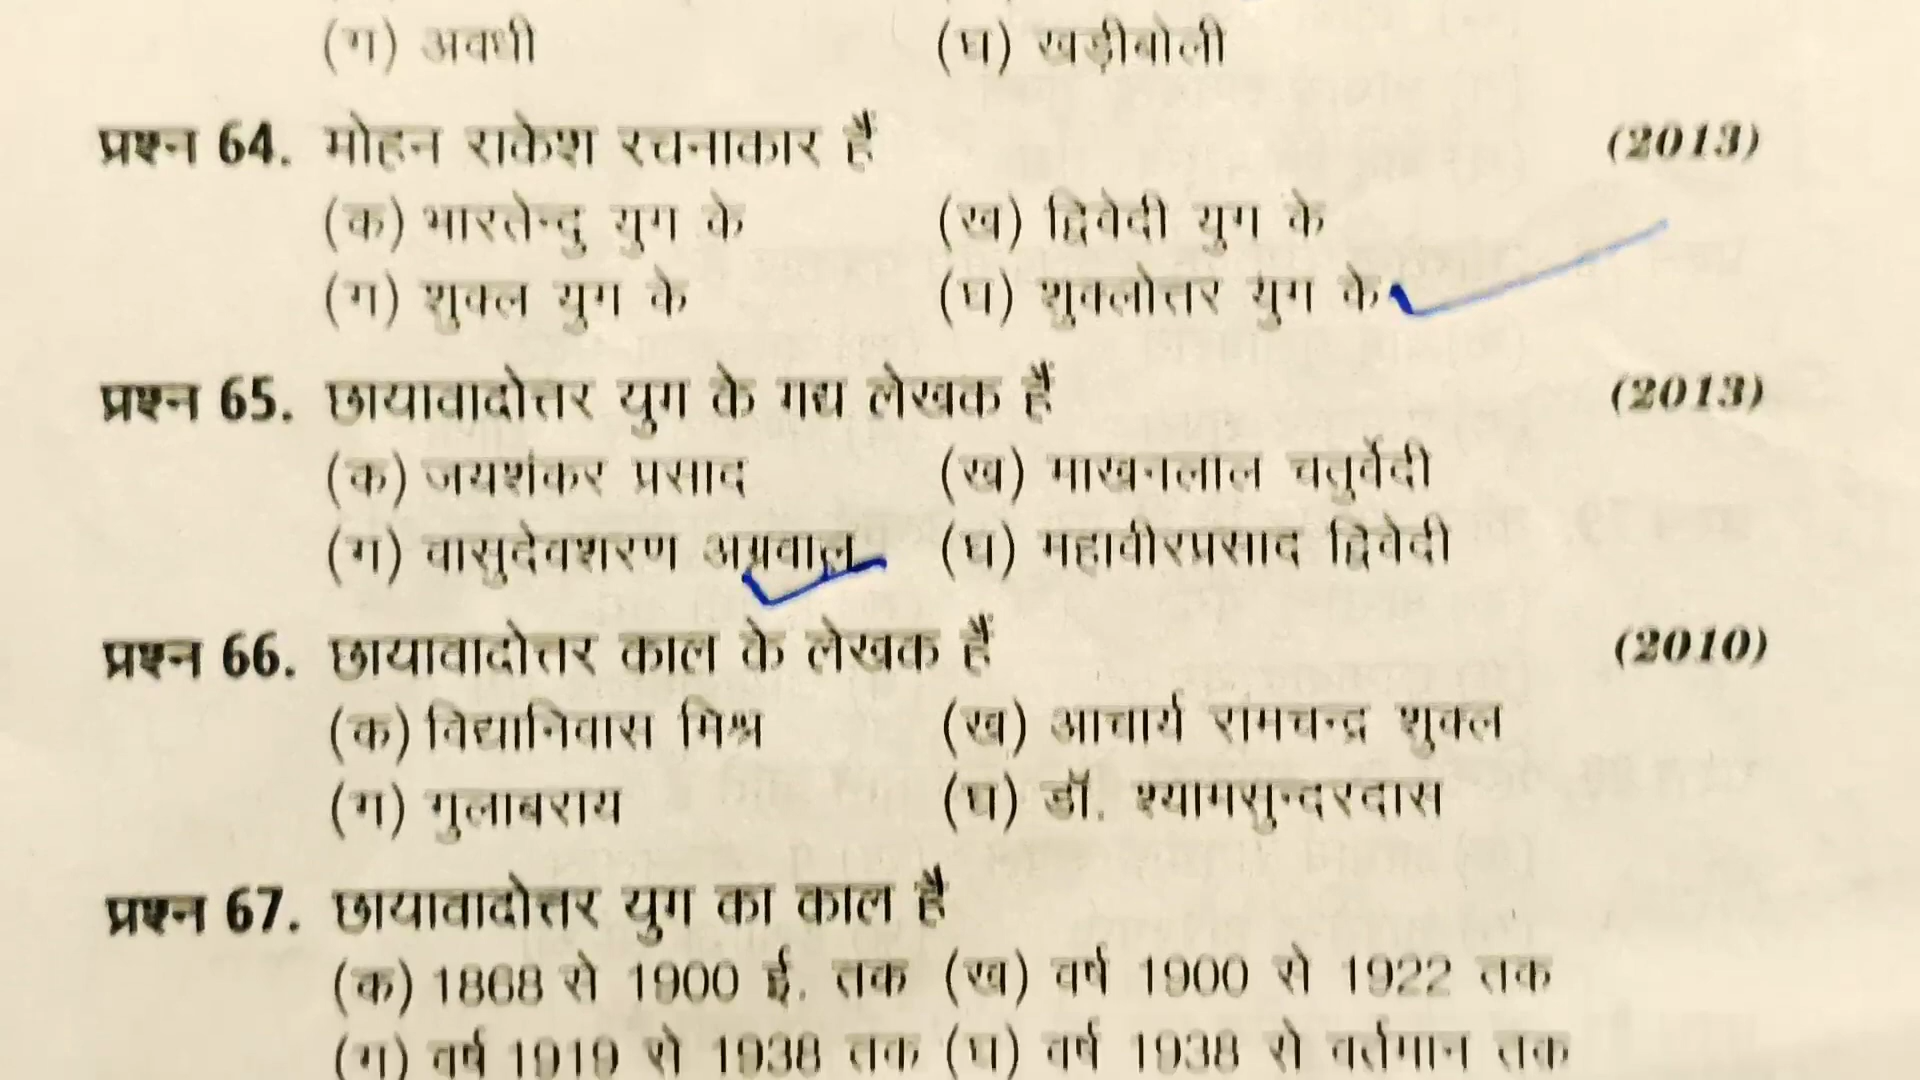 (ग) अवधी (घ) खड़ीबोली
प्रश्न 64. मोहन राकेश रचनाकार हैं (2013)
(क) भारतेन्दु युग के (ख) द्विवेदी युग के
(ग) शुक्ल युग के (घ) शुक्लोत्तर युग के
प्रश्न 65. छायावादोत्तर युग के गद्य लेखक हैं (2013)
(क) जयशंकर प्रसाद (ख) माखनलाल चतुर्वेदी
(ग) वासुदेवशरण अग्रवाल (घ) महावीरप्रसाद द्विवेदी
प्रश्न 66. छायावादोत्तर काल के लेखक हैं (2010)
(क) विद्यानिवास मिश्र (ख) आचार्य रामचन्द्र शुक्ल
(ग) गुलाबराय (घ) डॉ. श्यामसुन्दरदास
प्रश्न 67. छायावादोत्तर युग का काल है
(क) 1868 से 1900 ई. तक (ख) वर्ष 1900 से 1922 तक
(ग) वर्ष 1919 से 1938 तक (घ) वर्ष 1938 से वर्तमान तक